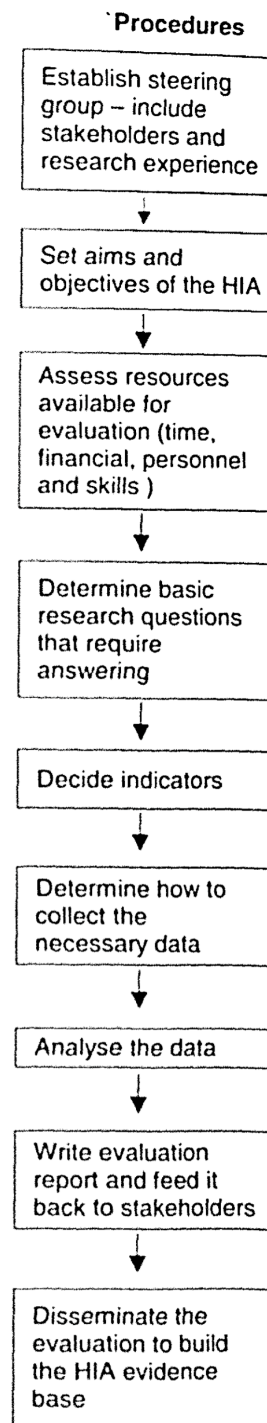 Procedures
Establish steering
group – include
stakeholders and
research experience
Set aims and
objectives of the HIA
Assess resources
available for
evaluation (time,
financial, personnel
and skills )
Determine basic
research questions
that require
answering
Decide indicators
Determine how to
collect the
necessary data
Analyse the data
Write evaluation
report and feed it
back to stakeholders
Disseminate the
evaluation to build
the HIA evidence
base